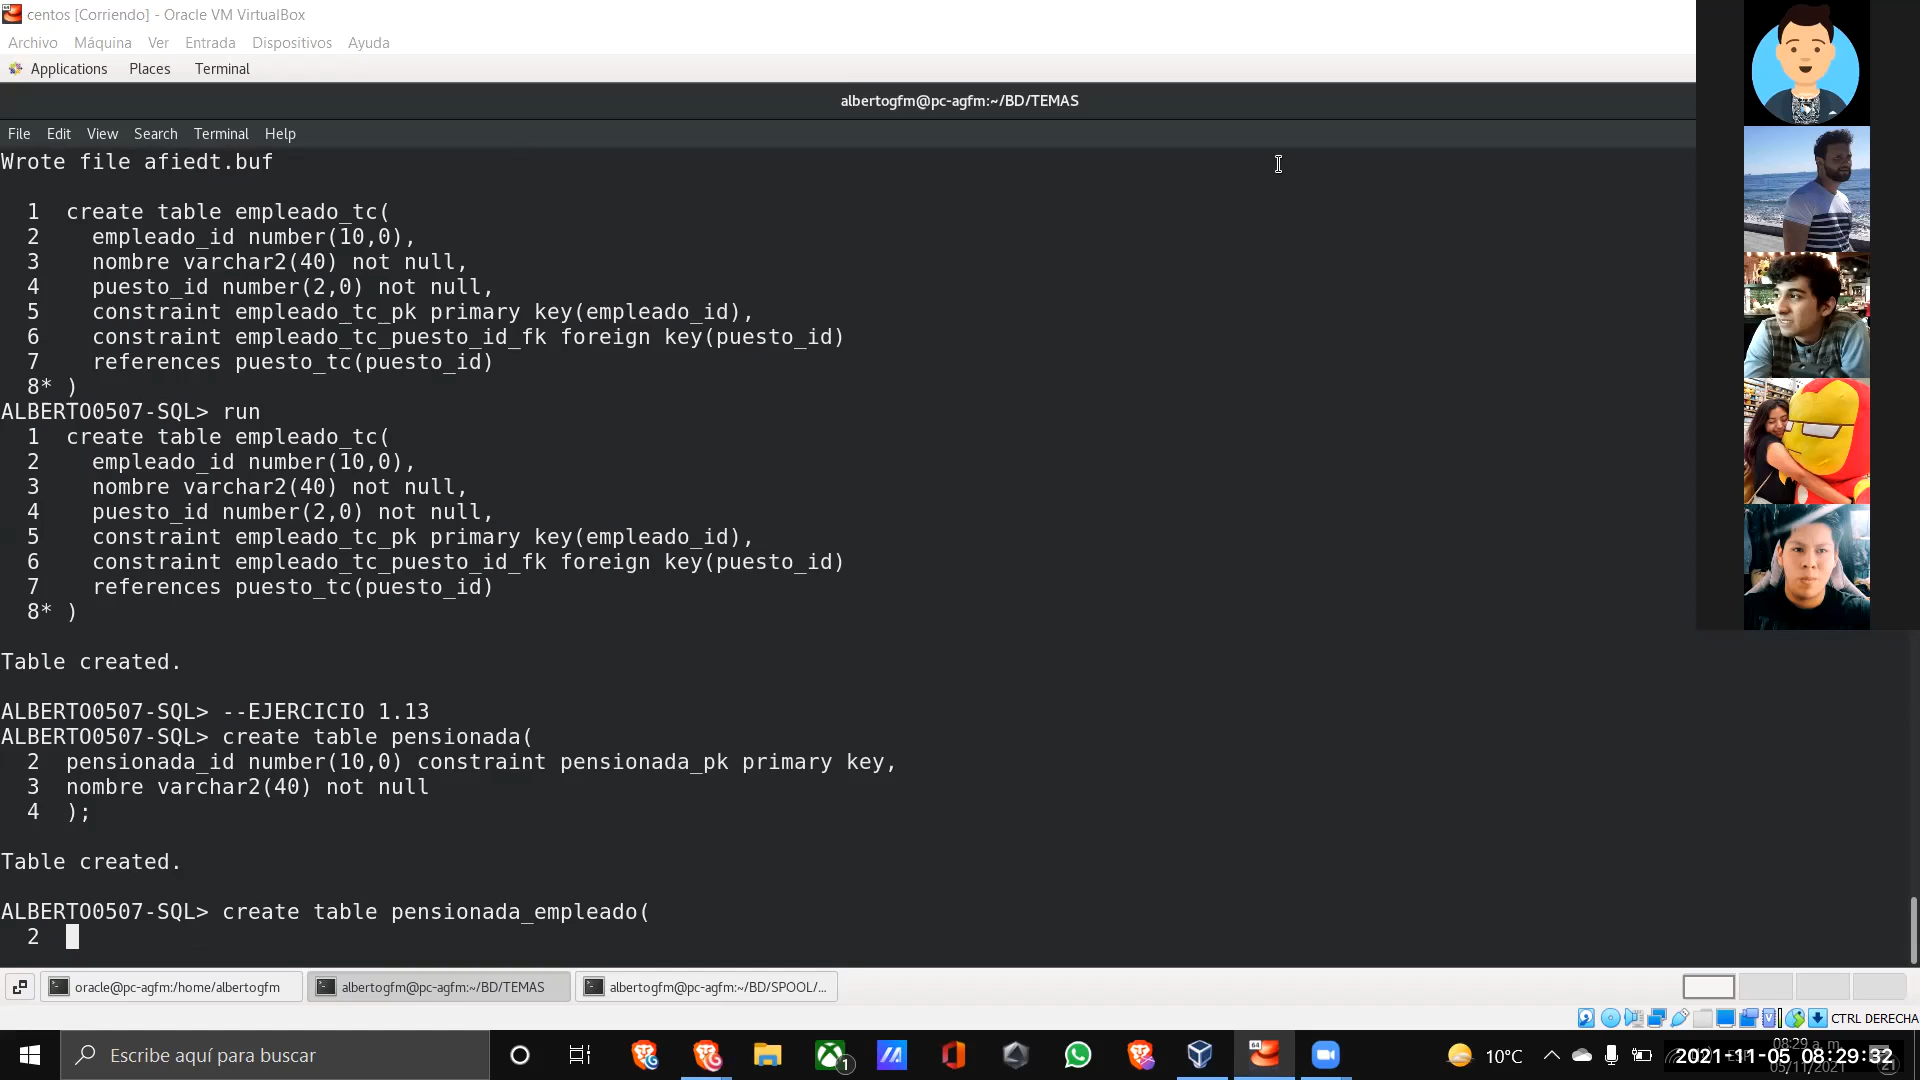 centos [Corriendo] - Oracle VM VirtualBox
Archivo Máquina Ver Entrada Dispositivos Ayuda
Applications Places Terminal
albertogfm@pc-agfm:~/BD/TEMAS
File Edit View Search Terminal Help
Wrote file afiedt.buf
1 create table empleado_tc(
2 empleado_id number(10,0),
3 nombre varchar2(40) not null,
4 puesto_id number(2,0) not null,
5 constraint empleado_tc_pk primary key(empleado_id),
6 constraint empleado_tc_puesto_id_fk foreign key(puesto_id)
7 references puesto_tc(puesto_id)
8* )
ALBERTO0507-SQL> run
1 create table empleado_tc(
2 empleado_id number(10,0),
3 nombre varchar2(40) not null,
4 puesto_id number(2,0) not null,
5 constraint empleado_tc_pk primary key(empleado_id),
6 constraint empleado_tc_puesto_id_fk foreign key(puesto_id)
7 references puesto_tc(puesto_id)
8* )
Table created.
ALBERTO0507-SQL> --EJERCICIO 1.13
ALBERTO0507-SQL> create table pensionada(
2 pensionada_id number(10,0) constraint pensionada_pk primary key,
3 nombre varchar2(40) not null
4 );
Table created.
ALBERTO0507-SQL> create table pensionada_empleado(
2
oracle@pc-agfm:/home/albertogfm albertogfm@pc-agfm:~/BD/TEMAS albertogfm@pc-agfm:~/BD/SPOOL/...
CTRL DERECHA
Escribe aquí para buscar
1
10°C
08:29 a. m.
2021-11-05 08:29:32
05/11/2021
21